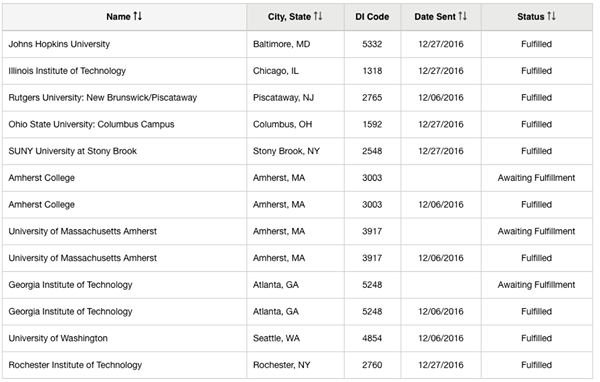 Name ↑↓ City, State ↑↓ DI Code Date Sent ↑↓ Status ↑↓
Johns Hopkins University Baltimore, MD 5332 12/27/2016 Fulfilled
Illinois Institute of Technology Chicago, IL 1318 12/27/2016 Fulfilled
Rutgers University: New Brunswick/Piscataway Piscataway, NJ 2765 12/06/2016 Fulfilled
Ohio State University: Columbus Campus Columbus, OH 1592 12/27/2016 Fulfilled
SUNY University at Stony Brook Stony Brook, NY 2548 12/27/2016 Fulfilled
Amherst College Amherst, MA 3003 Awaiting Fulfillment
Amherst College Amherst, MA 3003 12/06/2016 Fulfilled
University of Massachusetts Amherst Amherst, MA 3917 Awaiting Fulfillment
University of Massachusetts Amherst Amherst, MA 3917 12/06/2016 Fulfilled
Georgia Institute of Technology Atlanta, GA 5248 Awaiting Fulfillment
Georgia Institute of Technology Atlanta, GA 5248 12/06/2016 Fulfilled
University of Washington Seattle, WA 4854 12/06/2016 Fulfilled
Rochester Institute of Technology Rochester, NY 2760 12/27/2016 Fulfilled